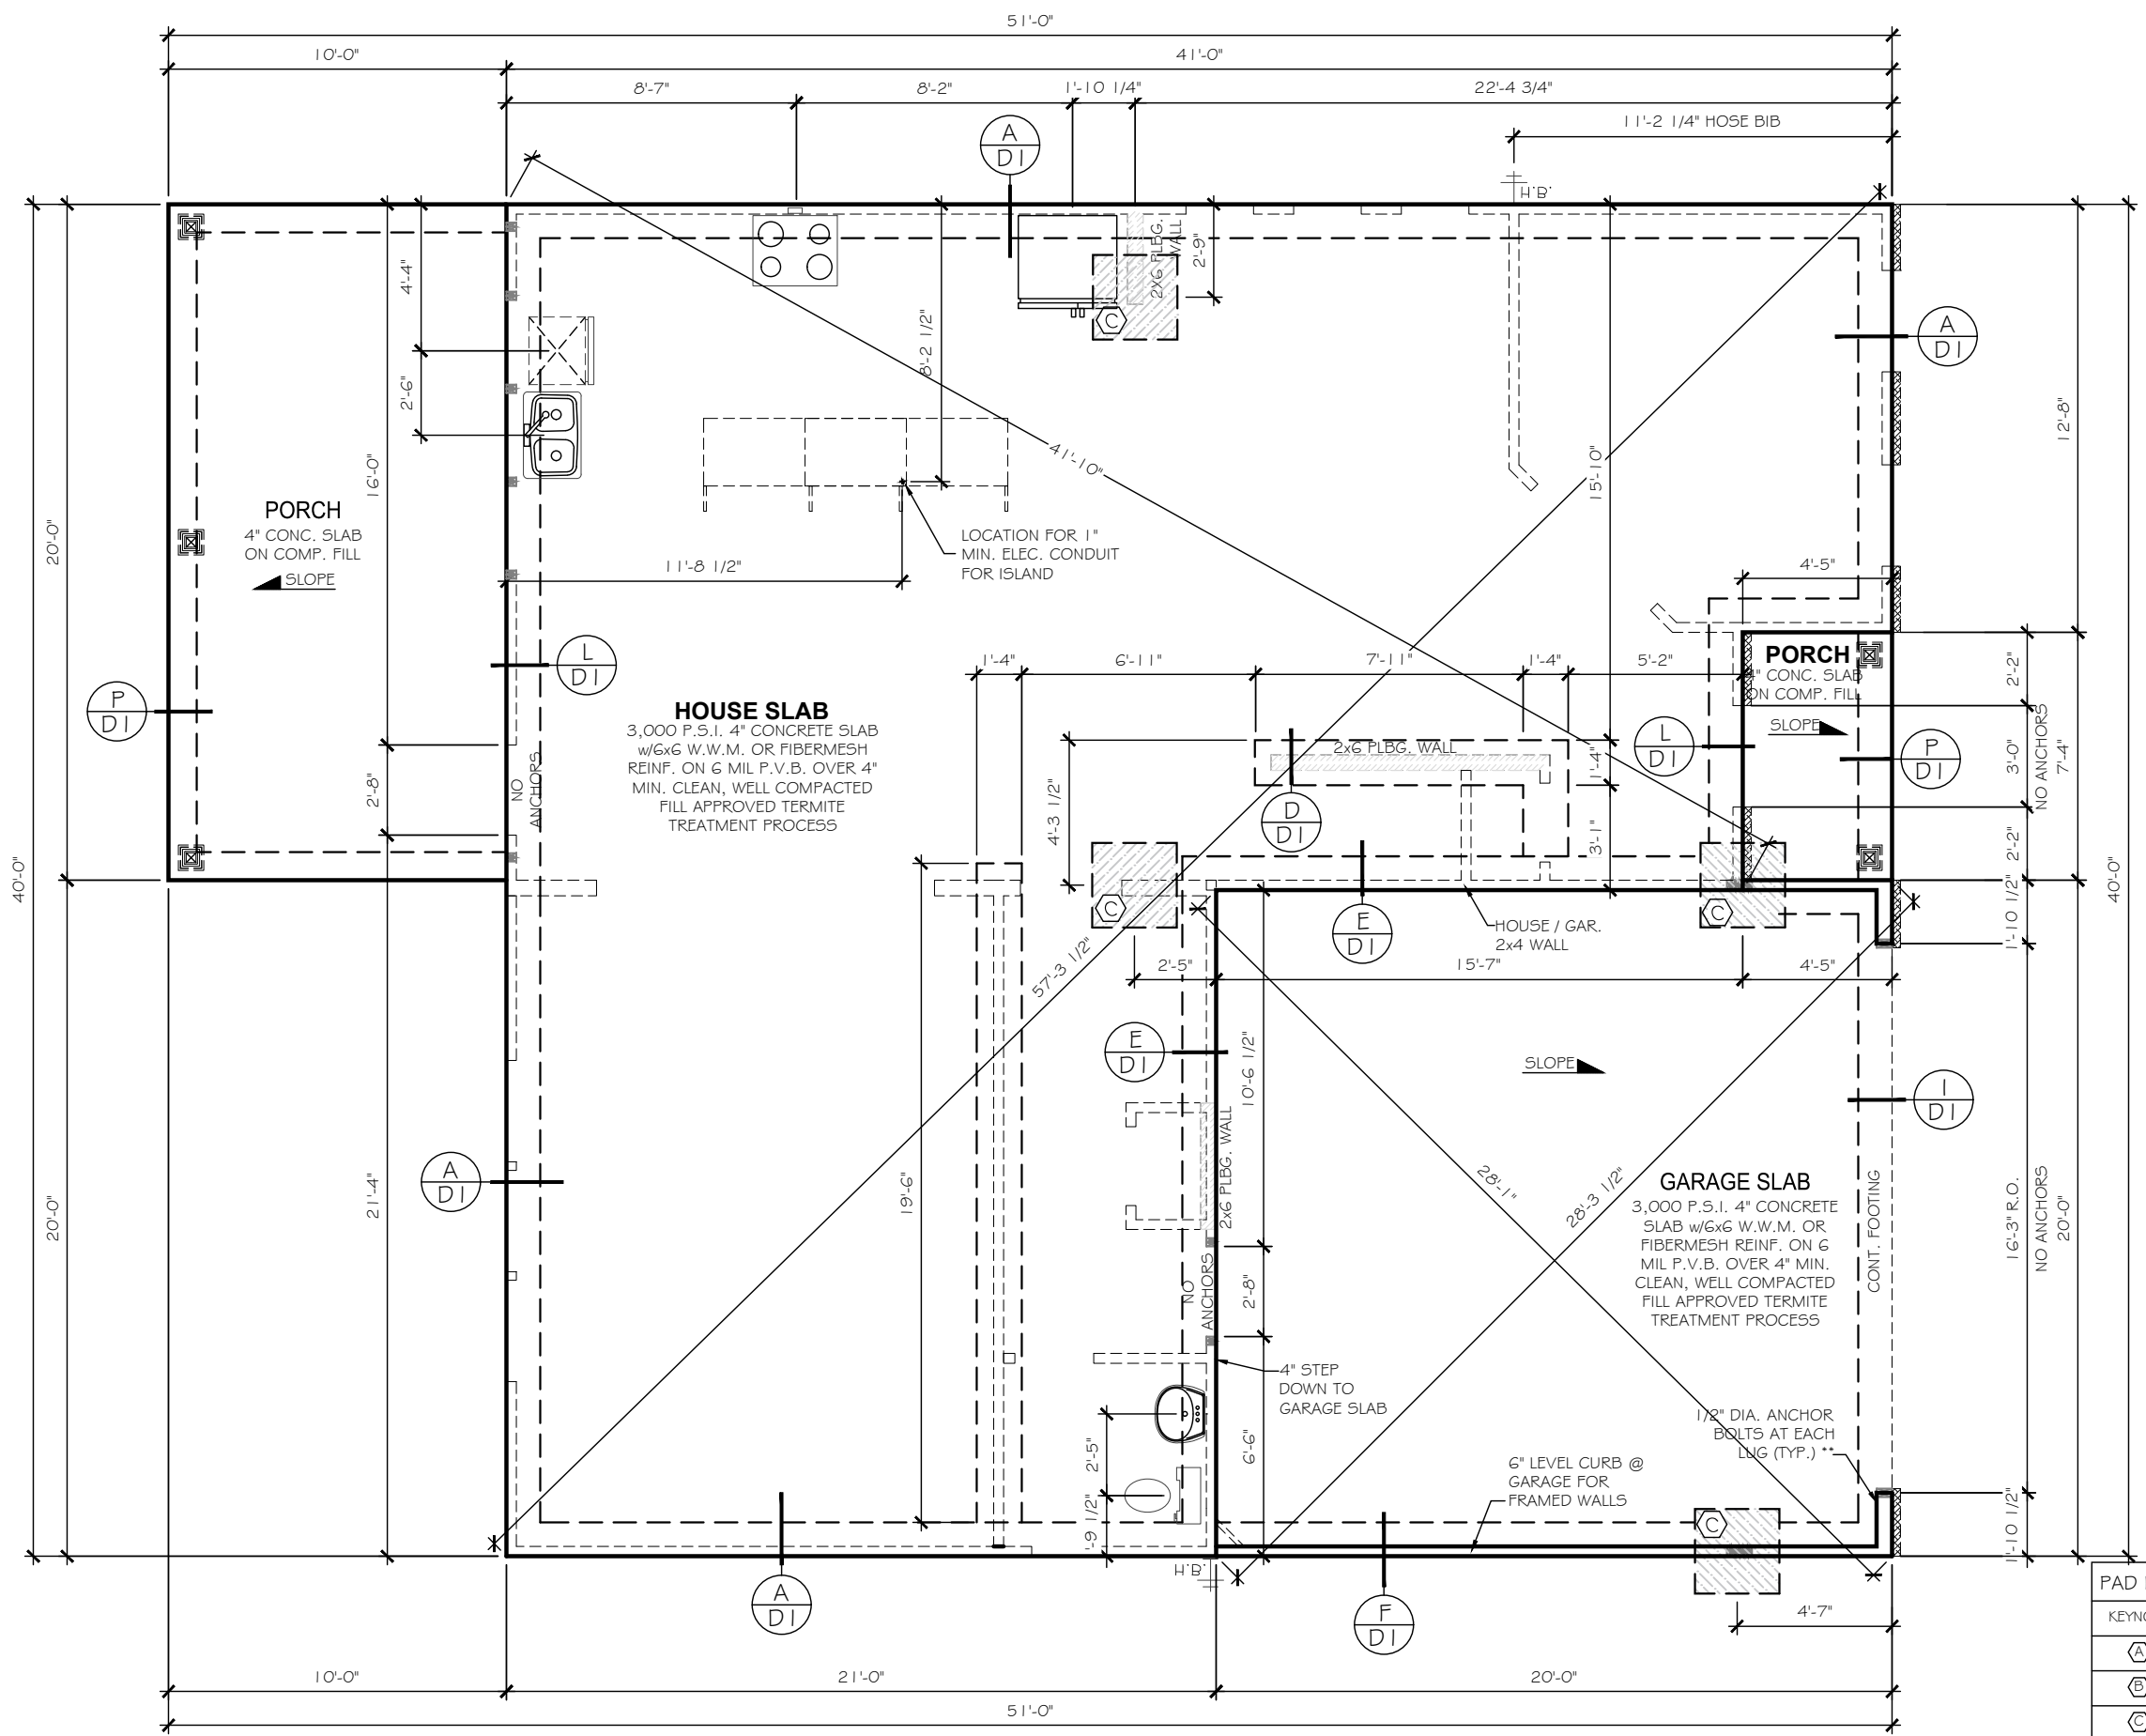 51'-0"
10'-0"
41'-0"
8'-7"
8'-2"
1'-10 1/4"
22'-4 3/4"
11'-2 1/4" HOSE BIB
A
D1
H.B.
2X6 PLBG.
WALL
2'-9"
4'-4"
2'-6"
16'-0"
8'-2 1/2"
C
A
D1
12'-8"
41'-10"
15'-10"
20'-0"
PORCH
4" CONC. SLAB
ON COMP. FILL
SLOPE
LOCATION FOR 1"
MIN. ELEC. CONDUIT
FOR ISLAND
11'-8 1/2"
4'-5"
L
D1
P
D1
1'-4"
6'-11"
7'-11"
1'-4"
5'-2"
PORCH
4" CONC. SLAB
ON COMP. FILL
SLOPE
2'-2"
3'-0"
NO ANCHORS
7'-4"
2'-2"
HOUSE SLAB
3,000 P.S.I. 4" CONCRETE SLAB
w/6x6 W.W.M. OR FIBERMESH
REINF. ON 6 MIL P.V.B. OVER 4"
MIN. CLEAN, WELL COMPACTED
FILL APPROVED TERMITE
TREATMENT PROCESS
NO
ANCHORS
2'-8"
2x6 PLBG. WALL
L
D1
P
D1
1'-4"
4'-3 1/2"
D
D1
3'-1"
40'-0"
40'-0"
C
C
E
D1
HOUSE / GAR.
2x4 WALL
1'-10 1/2"
2'-5"
15'-7"
4'-5"
57'-3 1/2"
E
D1
10'-6 1/2"
SLOPE
I
D1
2x6 PLBG. WALL
A
D1
20'-0"
21'-4"
19'-6"
28'-1"
28'-3 1/2"
GARAGE SLAB
3,000 P.S.I. 4" CONCRETE
SLAB w/6x6 W.W.M. OR
FIBERMESH REINF. ON 6
MIL P.V.B. OVER 4" MIN.
CLEAN, WELL COMPACTED
FILL APPROVED TERMITE
TREATMENT PROCESS
CONT. FOOTING
16'-3" R.O.
NO ANCHORS
20'-0"
NO
ANCHORS
2'-8"
4" STEP
DOWN TO
GARAGE SLAB
1/2" DIA. ANCHOR
BOLTS AT EACH
LUG (TYP.) **
2'-5"
6'-6"
6" LEVEL CURB @
GARAGE FOR
FRAMED WALLS
'-9 1/2"
1'-10 1/2"
C
H.B.
A
D1
F
D1
4'-7"
PAD
KEYNO
A
B
C
10'-0"
21'-0"
20'-0"
51'-0"